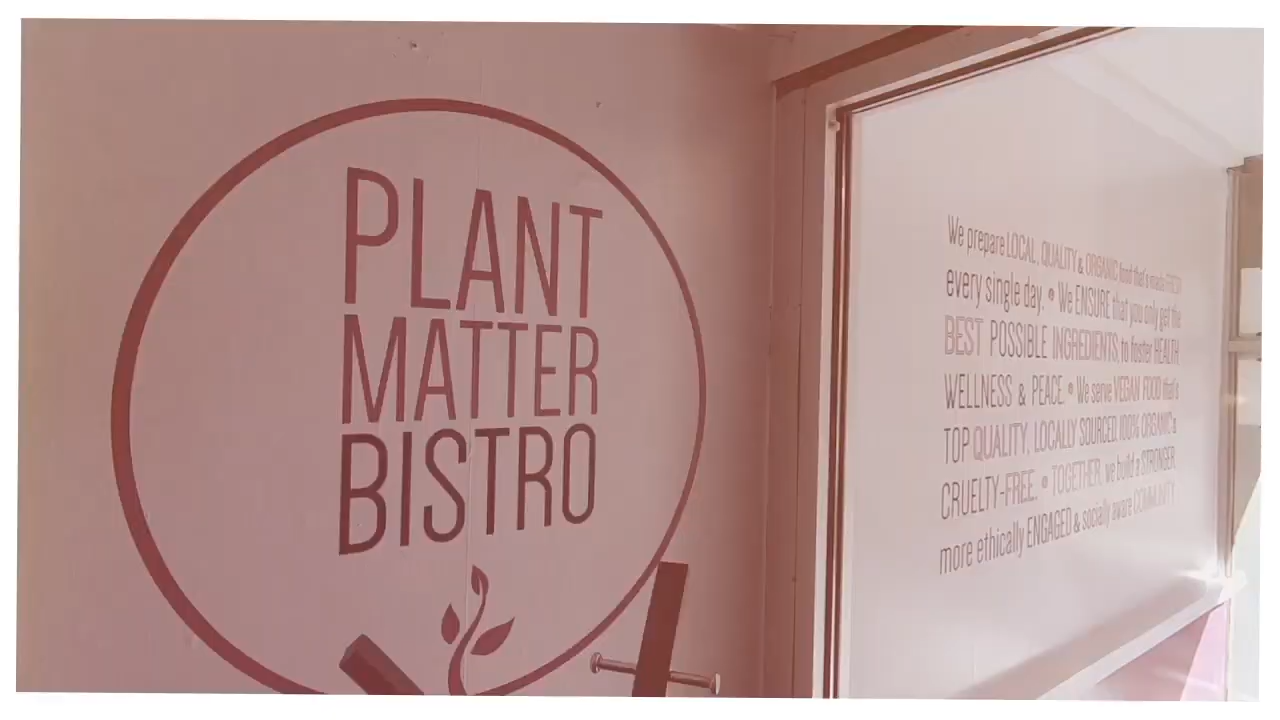 PLANT
MATTER
BISTRO
We prepare LOCAL, QUALITY & ORGANIC food that's made FRESH
every single day. • We ENSURE that you only get the
BEST POSSIBLE INGREDIENTS, to foster HEALTH
WELLNESS & PEACE. • We serve VEGAN FOOD that's
TOP QUALITY, LOCALLY SOURCED, 100% ORGANIC &
CRUELTY-FREE. • TOGETHER, we build a STRONGER,
more ethically ENGAGED & socially aware COMMUNITY